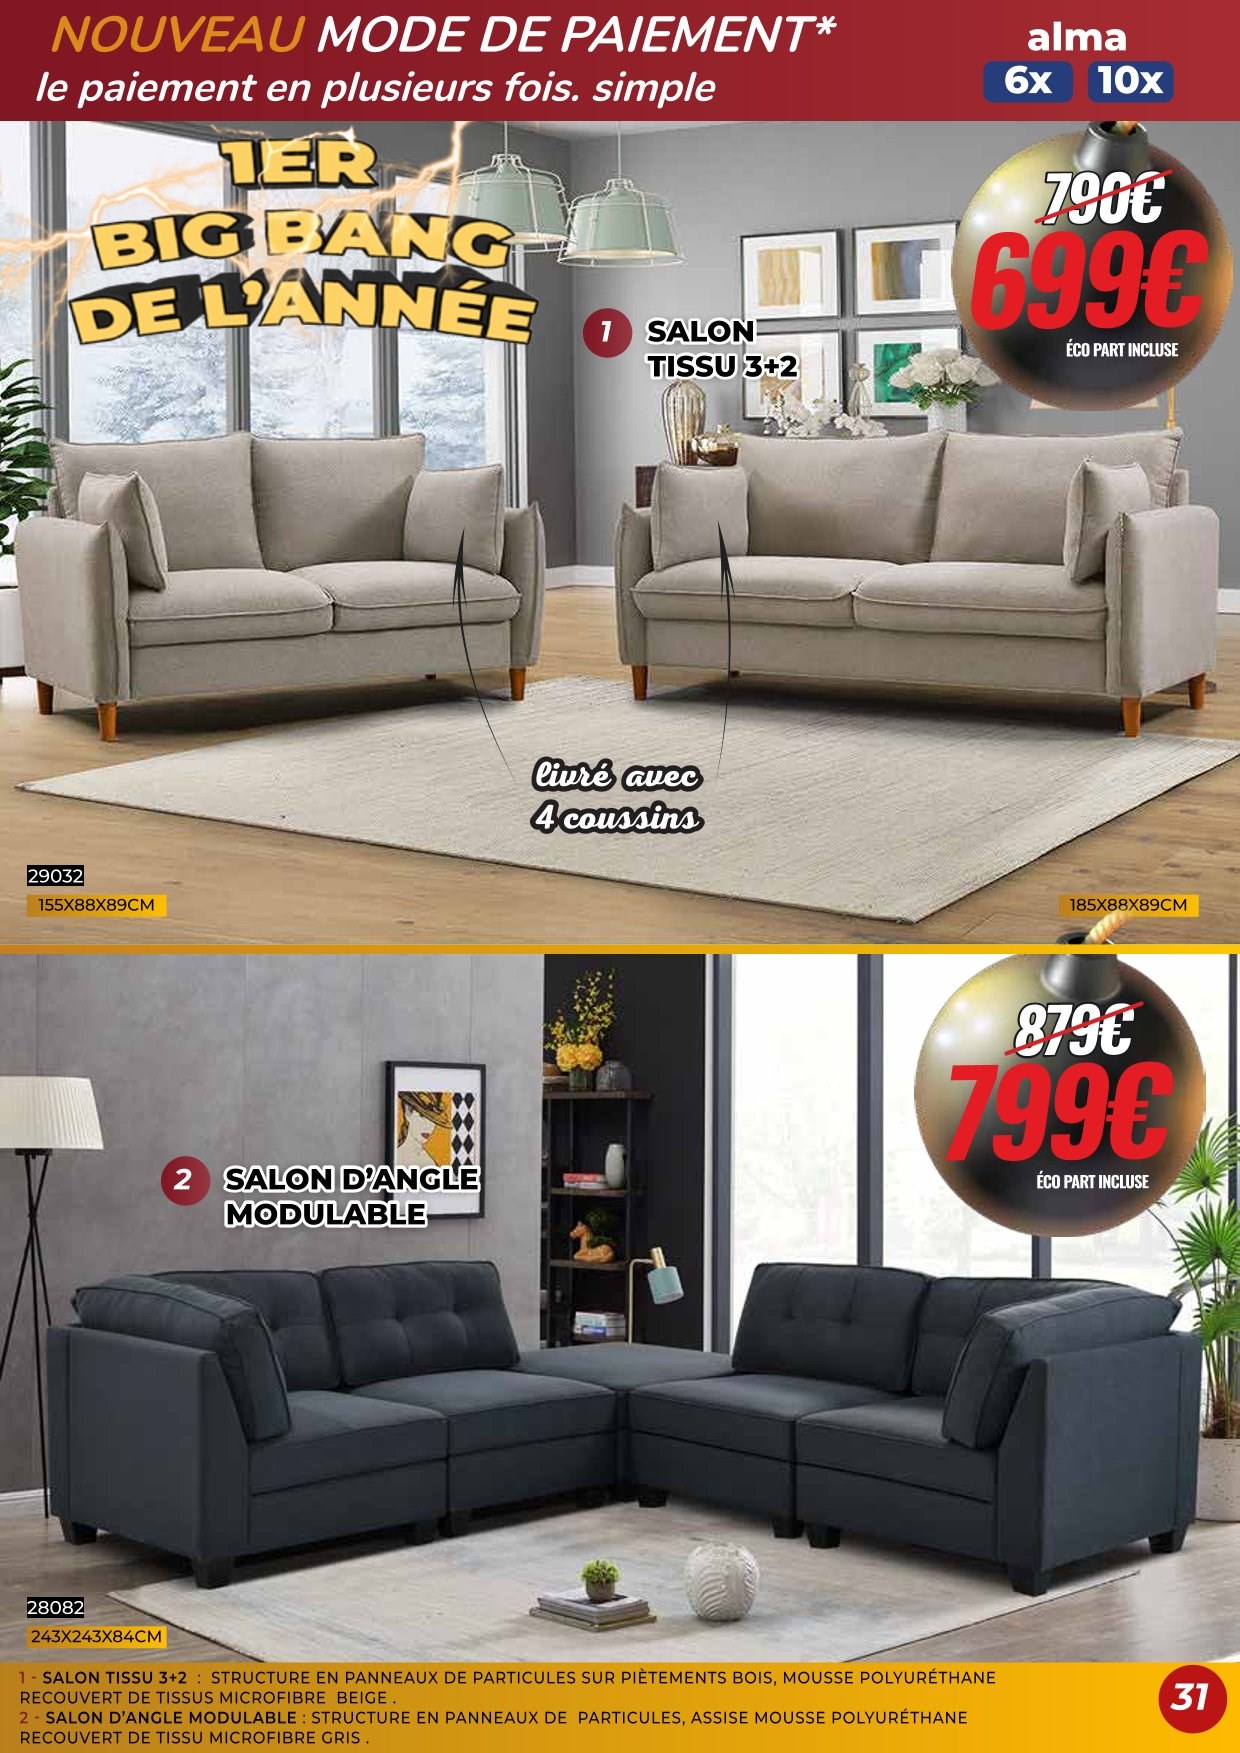 NOUVEAU MODE DE PAIEMENT*
le paiement en plusieurs fois. simple
alma
6x 10x
1ER
BIG BANG
DE L'ANNÉE
790€
699€
ÉCO PART INCLUSE
1 SALON
TISSU 3+2
livré avec
4 coussins
29032
155X88X89CM
185X88X89CM
879€
799€
ÉCO PART INCLUSE
2 SALON D'ANGLE
MODULABLE
28082
243X243X84CM
1 - SALON TISSU 3+2 : STRUCTURE EN PANNEAUX DE PARTICULES SUR PIÈTEMENTS BOIS, MOUSSE POLYURÉTHANE
RECOUVERT DE TISSUS MICROFIBRE BEIGE .
2 - SALON D'ANGLE MODULABLE : STRUCTURE EN PANNEAUX DE PARTICULES, ASSISE MOUSSE POLYURÉTHANE
RECOUVERT DE TISSU MICROFIBRE GRIS .
31